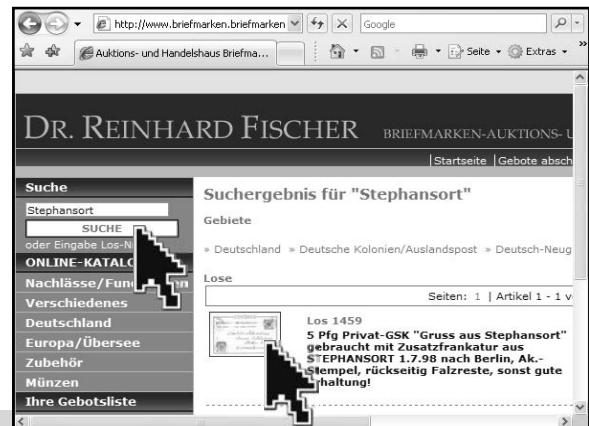 http://www.briefmarken.briefmarken
Google
Auktions- und Handelshaus Briefma...
Seite
Extras
»
DR. REINHARD FISCHER
BRIEFMARKEN-AUKTIONS-
|Startseite |Gebote absch
Suche
Stephansort
SUCHE
oder Eingabe Los-N
ONLINE-KATALO
Nachlässe/Fun
Verschiedenes
Deutschland
Europa/Übersee
Zubehör
Münzen
Ihre Gebotsliste
Suchergebnis für "Stephansort"
Gebiete
» Deutschland » Deutsche Kolonien/Auslandspost » Deutsch-Neug
Lose
Seiten: 1 | Artikel 1 - 1 v
Los 1459
5 Pfg Privat-GSK "Gruss aus Stephansort"
gebraucht mit Zusatzfrankatur aus
STEPHANSORT 1.7.98 nach Berlin, Ak.-
Stempel, rückseitig Falzreste, sonst gute
rhaltung!